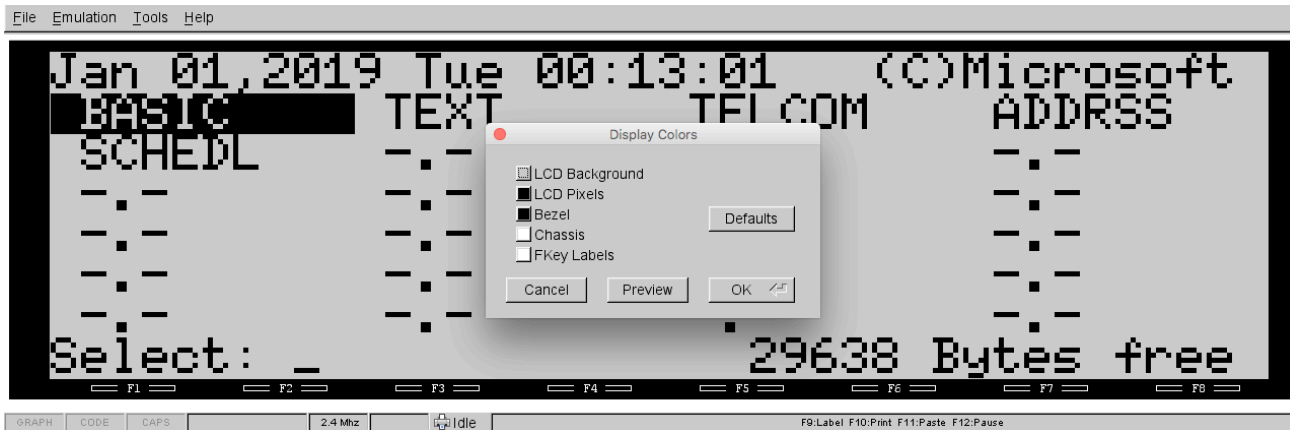 File Emulation Tools Help
Jan 01,2019 Tue 00:13:01 (C)Microsoft
BASIC TEXT TELCOM ADDRSS
SCHEDL -.- -.-
-.- -.- -.-
-.- -.- -.-
-.- -.- -.-
-.- -.- -.-
Select: _ 29638 Bytes free
Display Colors
LCD Background
LCD Pixels
Bezel
Chassis
FKey Labels
Defaults
Cancel Preview OK
F1 F2 F3 F4 F5 F6 F7 F8
GRAPH CODE CAPS 2.4 Mhz Idle F9:Label F10:Print F11:Paste F12:Pause